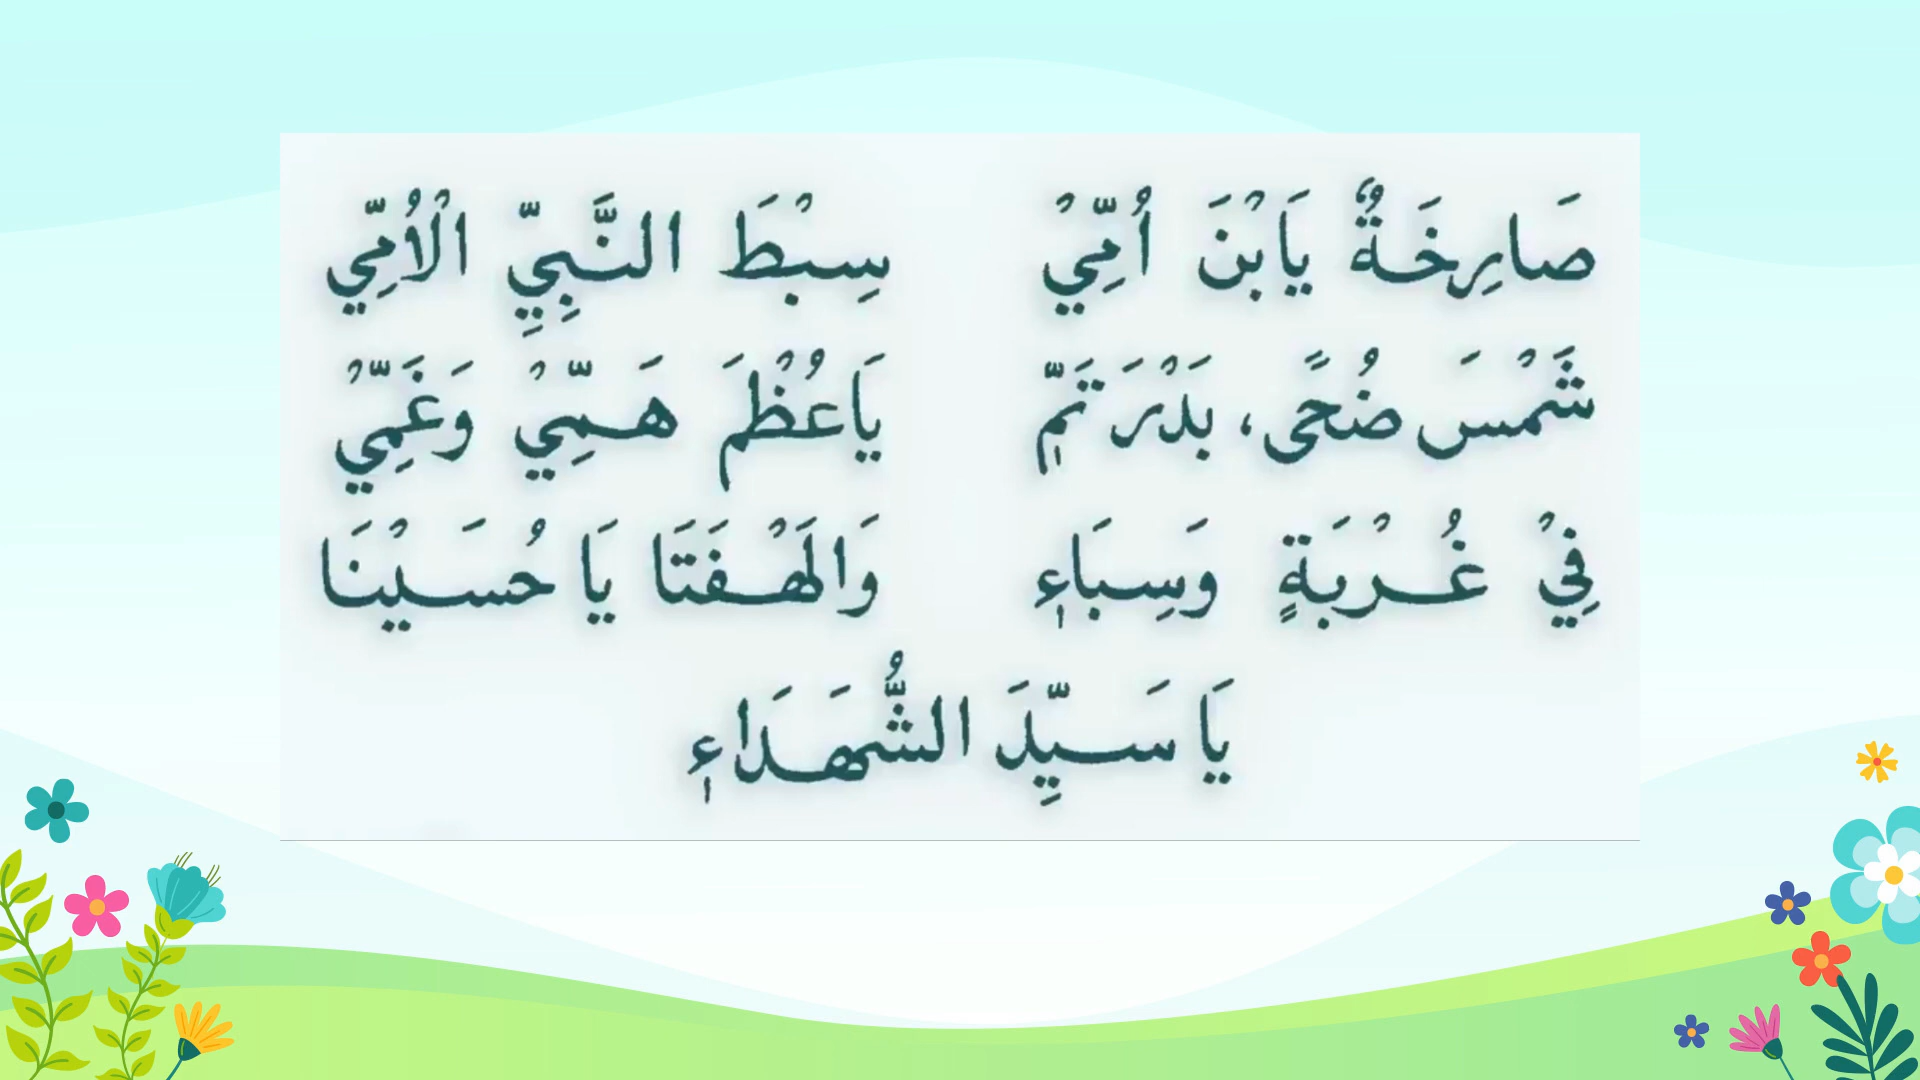 صَارِخَةٌ يَابْنَ اُمِّيْ سِبْطَ النَّبِيِّ الْاُمِّيْ
شَمْسَ ضُحًى، بَدْرَ تَمِّ يَاعُظْمَ هَمِّيْ وَغَمِّيْ
فِيْ غُرْبَةٍ وَسِبَاءِ وَالَهْفَتَا يَا حُسَيْنَا
يَا سَيِّدَ الشُّهَدَاءِ